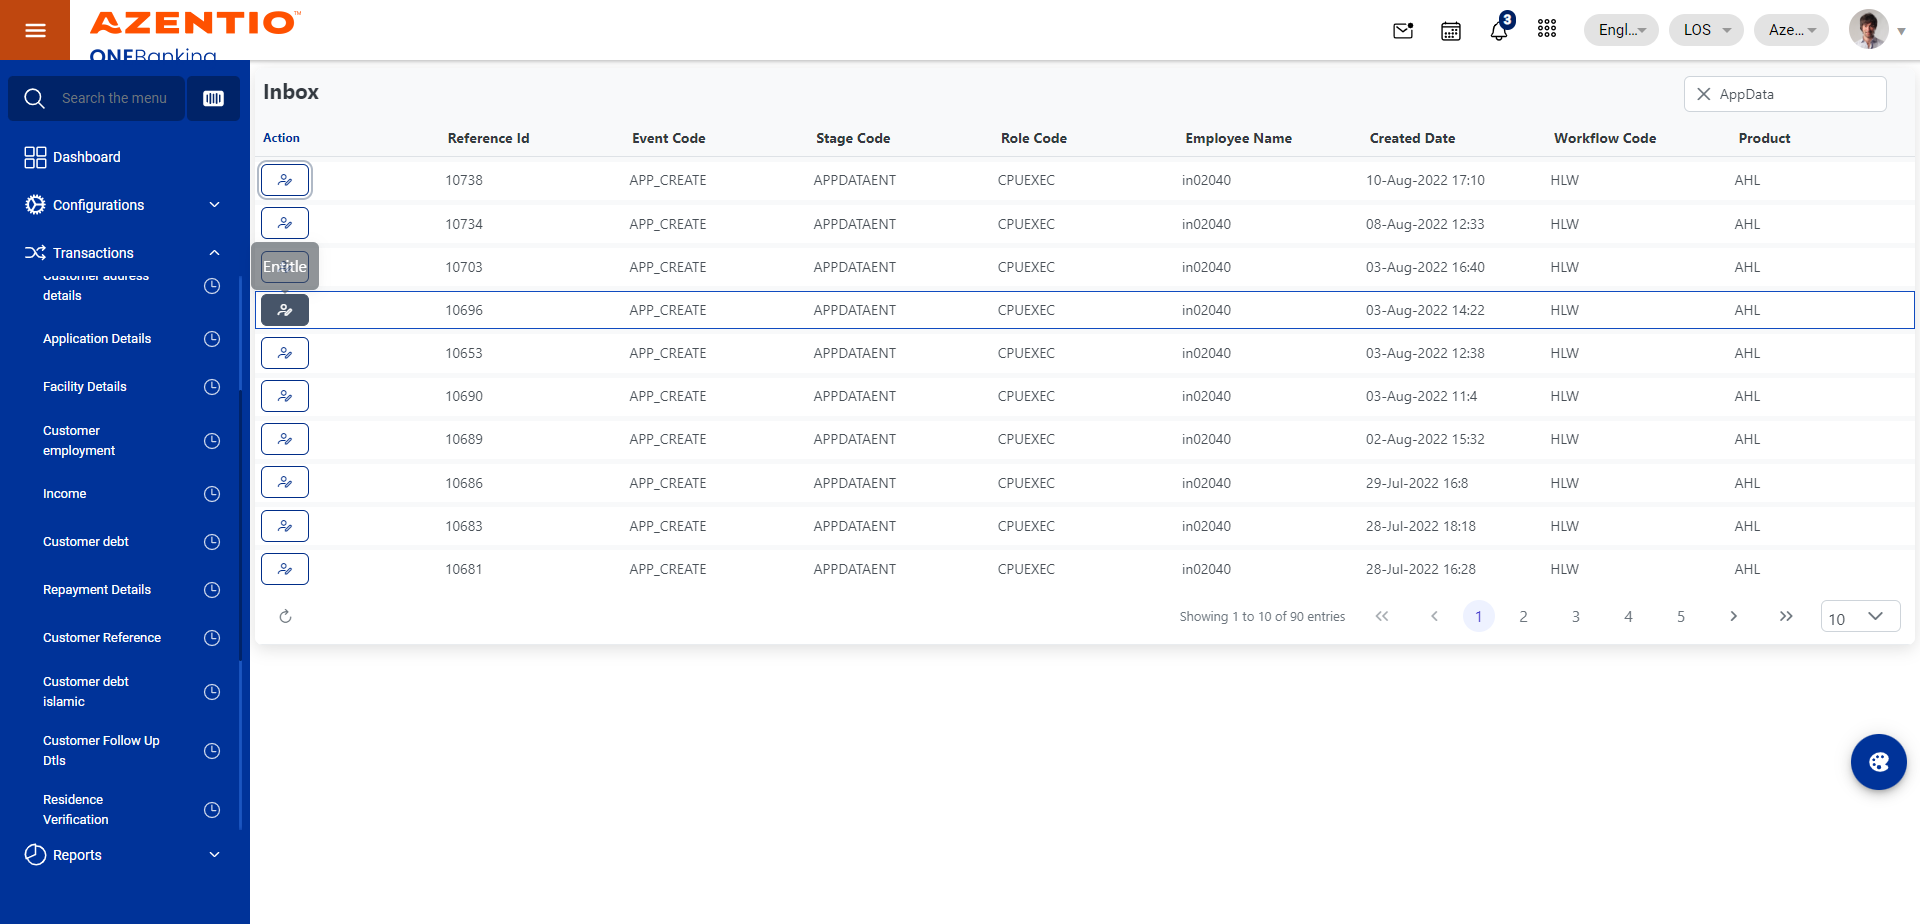 AZENTIO™
ONEBanking
3
Engl...
LOS
Aze...
Search the menu
Dashboard
Configurations
Transactions
Customer address
details
Application Details
Facility Details
Customer
employment
Income
Customer debt
Repayment Details
Customer Reference
Customer debt
islamic
Customer Follow Up
Dtls
Residence
Verification
Reports
Inbox
AppData
Action Reference Id Event Code Stage Code Role Code Employee Name Created Date Workflow Code Product
10738 APP_CREATE APPDATAENT CPUEXEC in02040 10-Aug-2022 17:10 HLW AHL
10734 APP_CREATE APPDATAENT CPUEXEC in02040 08-Aug-2022 12:33 HLW AHL
Entitle 10703 APP_CREATE APPDATAENT CPUEXEC in02040 03-Aug-2022 16:40 HLW AHL
10696 APP_CREATE APPDATAENT CPUEXEC in02040 03-Aug-2022 14:22 HLW AHL
10653 APP_CREATE APPDATAENT CPUEXEC in02040 03-Aug-2022 12:38 HLW AHL
10690 APP_CREATE APPDATAENT CPUEXEC in02040 03-Aug-2022 11:4 HLW AHL
10689 APP_CREATE APPDATAENT CPUEXEC in02040 02-Aug-2022 15:32 HLW AHL
10686 APP_CREATE APPDATAENT CPUEXEC in02040 29-Jul-2022 16:8 HLW AHL
10683 APP_CREATE APPDATAENT CPUEXEC in02040 28-Jul-2022 18:18 HLW AHL
10681 APP_CREATE APPDATAENT CPUEXEC in02040 28-Jul-2022 16:28 HLW AHL
Showing 1 to 10 of 90 entries 1 2 3 4 5 10